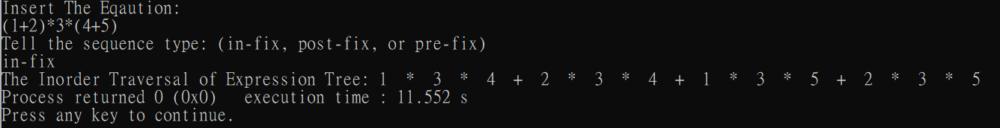 Insert The Eqaution:
(1+2)*3*(4+5)
Tell the sequence type: (in-fix, post-fix, or pre-fix)
in-fix
The Inorder Traversal of Expression Tree: 1 * 3 * 4 + 2 * 3 * 4 + 1 * 3 * 5 + 2 * 3 * 5
Process returned 0 (0x0)   execution time : 11.552 s
Press any key to continue.